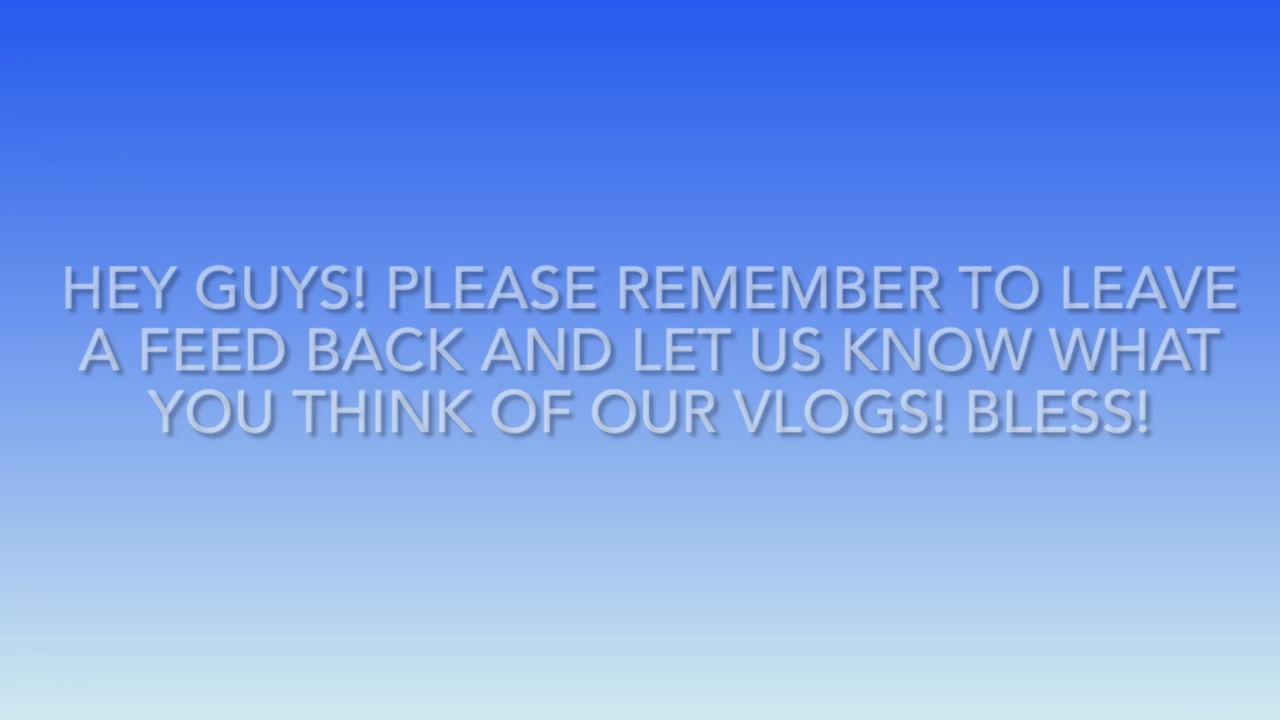 HEY GUYS! PLEASE REMEMBER TO LEAVE
A FEED BACK AND LET US KNOW WHAT
YOU THINK OF OUR VLOGS! BLESS!